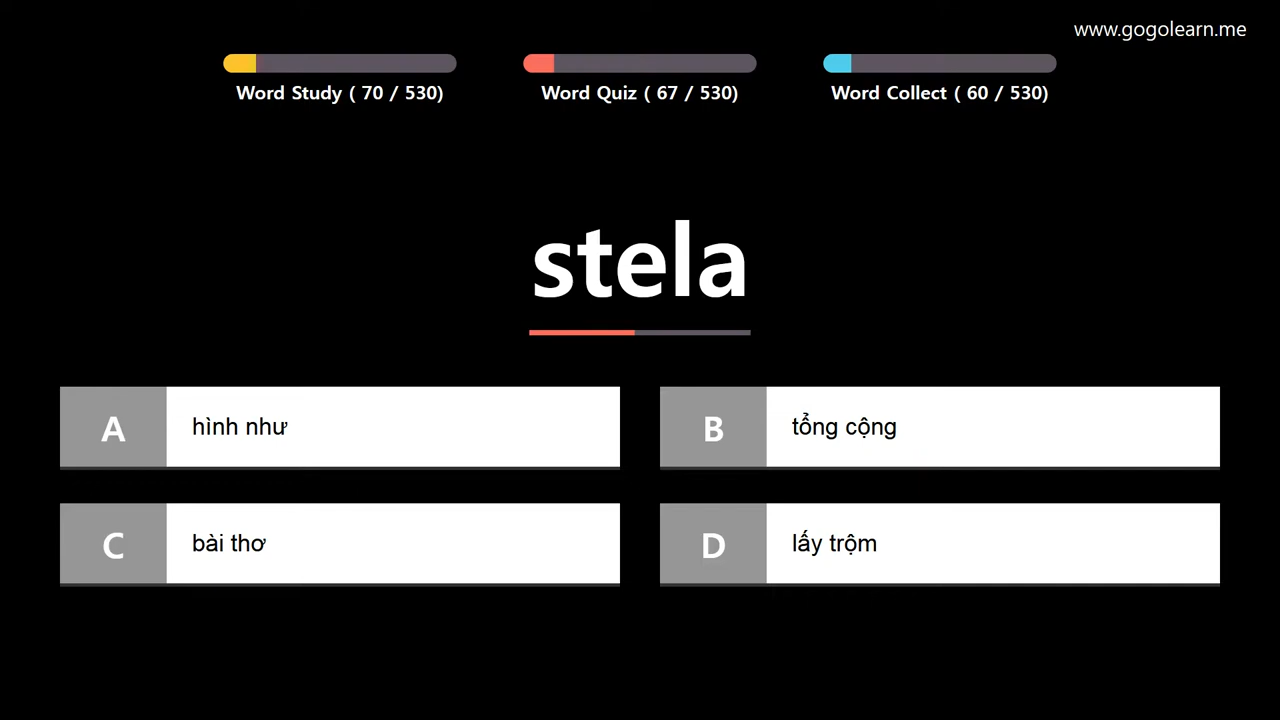 www.gogolearn.me
Word Study ( 70 / 530)
Word Quiz ( 67 / 530)
Word Collect ( 60 / 530)
stela
A hình như
B tổng cộng
C bài thơ
D lấy trộm